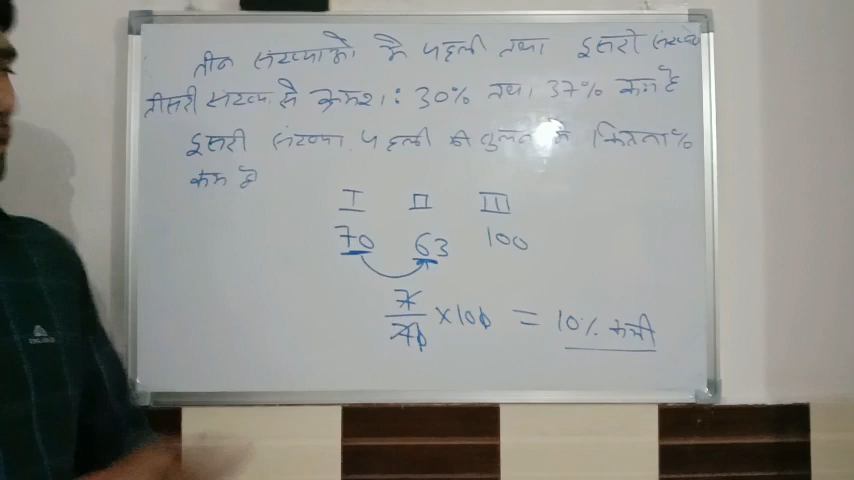 तीन संख्याओं में पहली तथा दुसरी संख्या
तीसरी संख्या से क्रमशः 30% तथा 37% कम है
दुसरी संख्या पहली की तुलना में कितना %
कम है
I II III
70 63 100
7/70 × 100 = 10% कमी